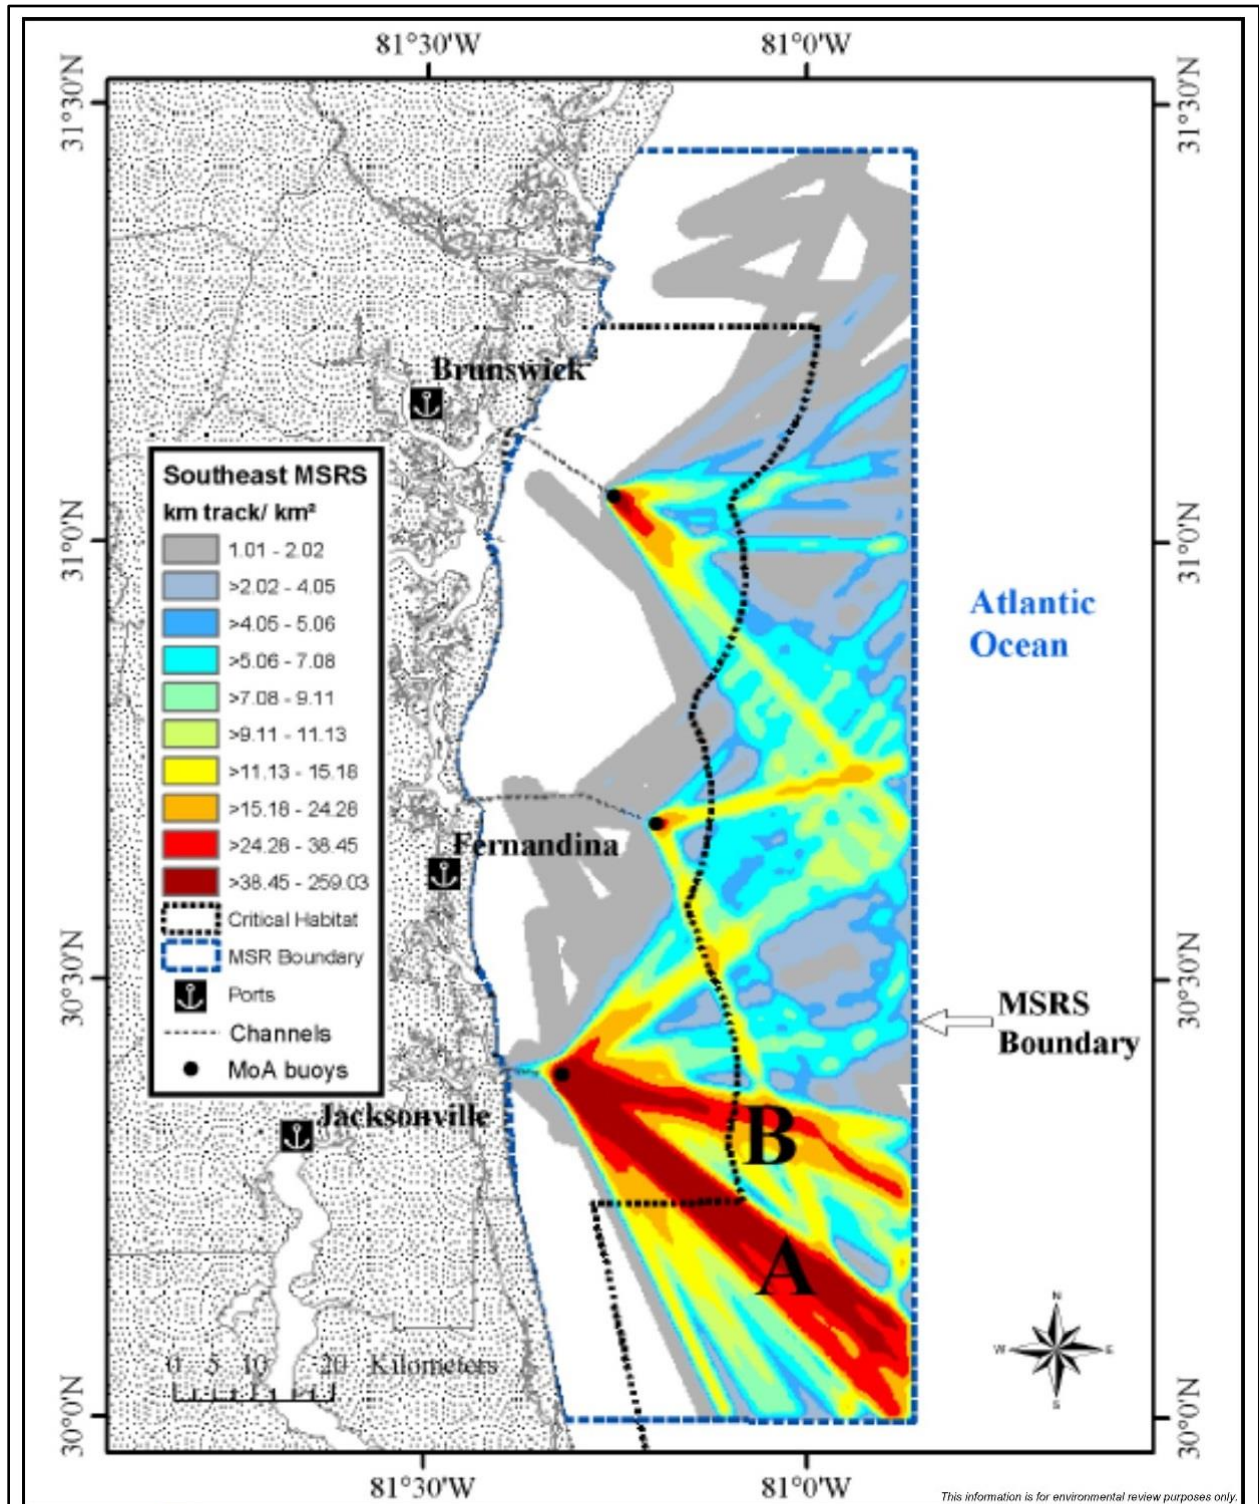 81°30'W
81°0'W
31°30'N
31°30'N
Brunswick
Southeast MSRS
km track/ km²
1.01 - 2.02
>2.02 - 4.05
>4.05 - 5.06
>5.06 - 7.08
>7.08 - 9.11
>9.11 - 11.13
>11.13 - 15.18
>15.18 - 24.28
>24.28 - 38.45
>38.45 - 259.03
Critical Habitat
MSR Boundary
Ports
Channels
MoA buoys
31°0'N
31°0'N
Atlantic
Ocean
Fernandina
30°30'N
30°30'N
MSRS
Boundary
Jacksonville
B
A
N
W
E
S
0 5 10 20 Kilometers
30°0'N
30°0'N
81°30'W
81°0'W
This information is for environmental review purposes only.